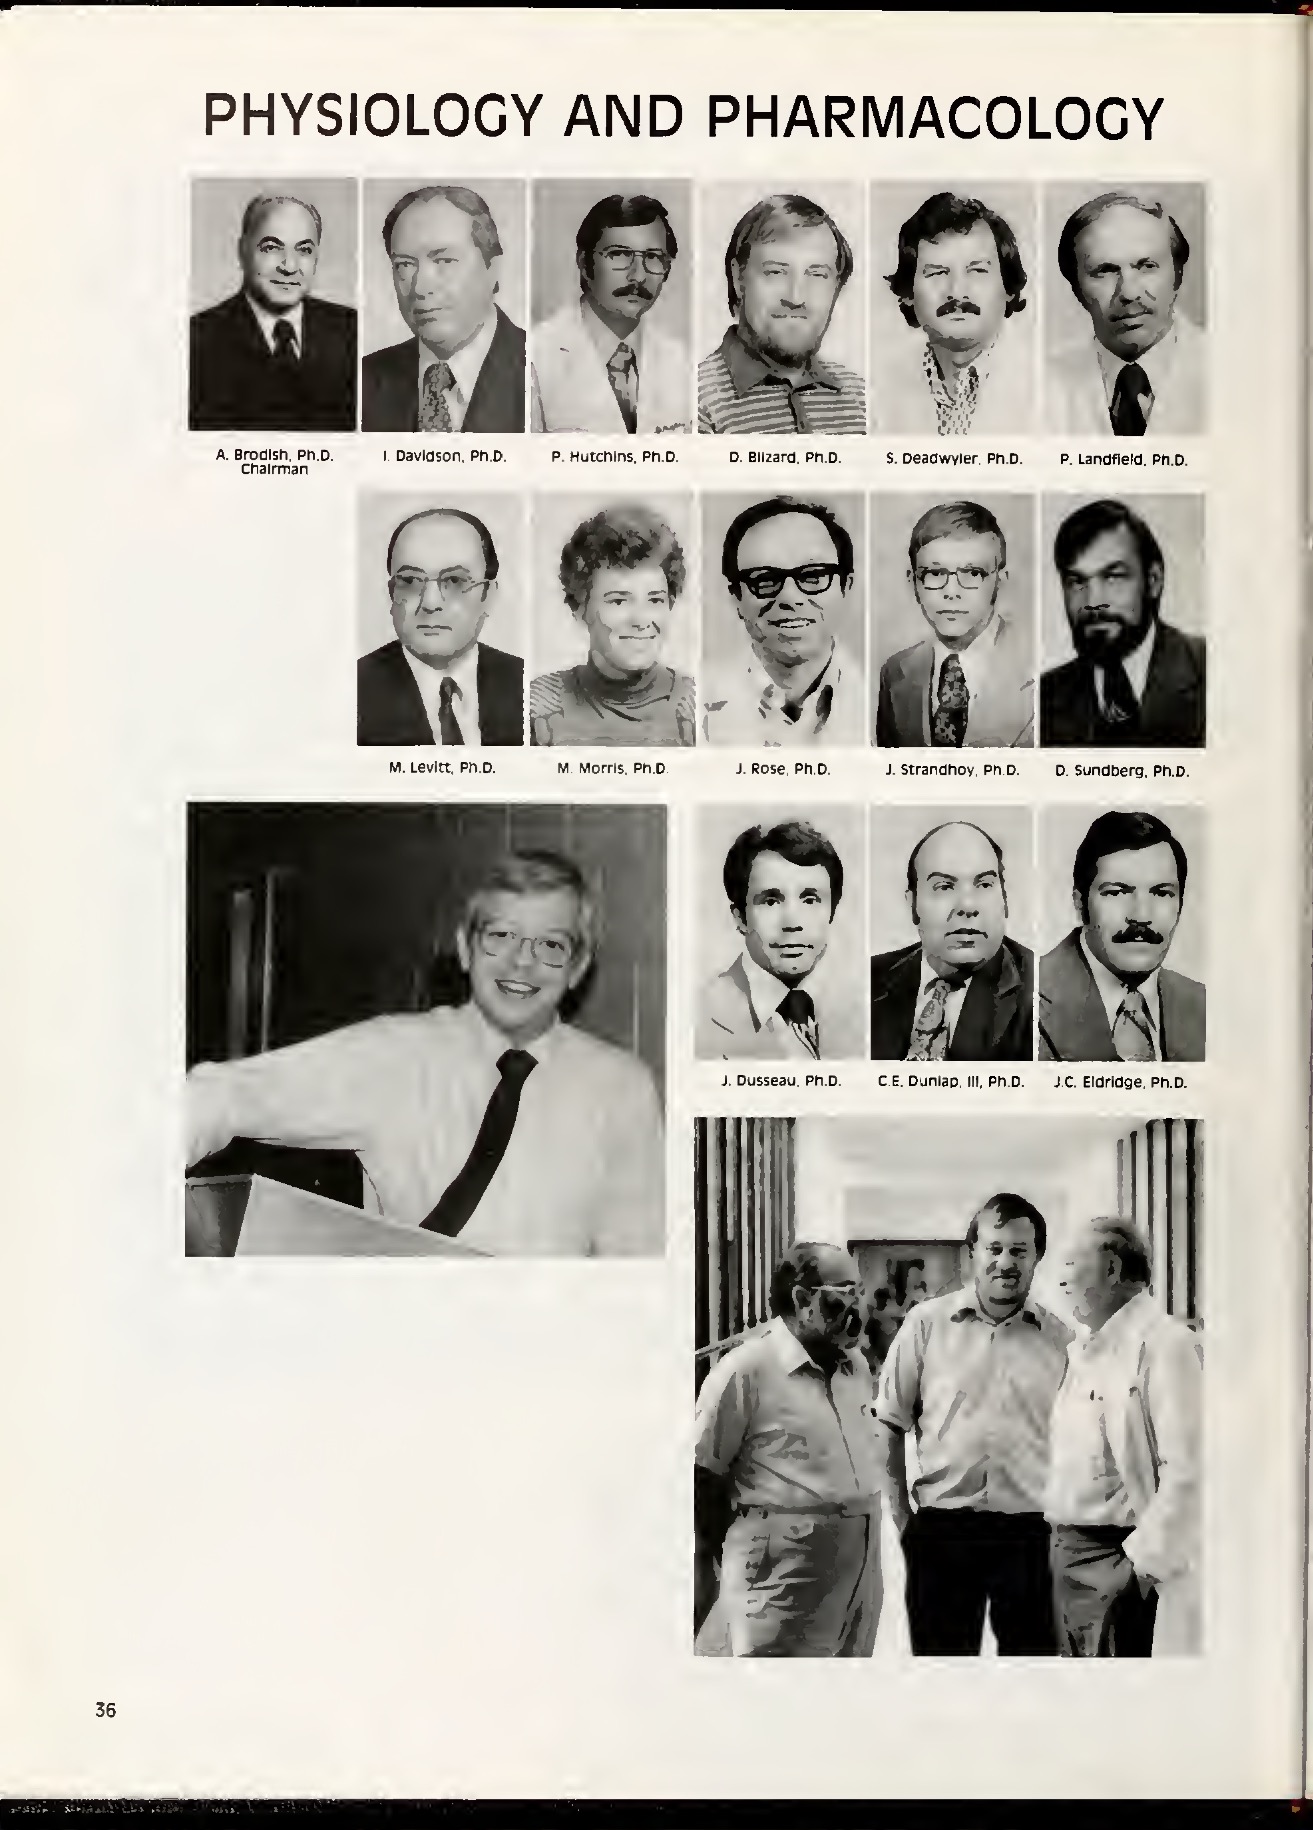 PHYSIOLOGY AND PHARMACOLOGY
A. Brodish, Ph.D.
Chairman
I. Davidson, Ph.D.
P. Hutchins, Ph.D.
D. Blizard, Ph.D.
S. Deadwyler, Ph.D.
P. Landfield, Ph.D.
M. Levitt, Ph.D.
M. Morris, Ph.D.
J. Rose, Ph.D.
J. Strandhoy, Ph.D.
D. Sundberg, Ph.D.
J. Dusseau, Ph.D.
C.E. Dunlap, III, Ph.D.
J.C. Eldridge, Ph.D.
36